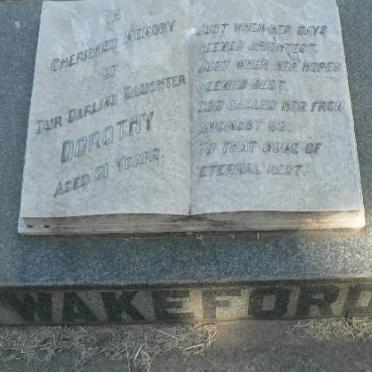 IN
CHERISHED MEMORY
OF
OUR DARLING DAUGHTER
DOROTHY
AGED 21 YEARS
JUST WHEN HER DAYS
SEEMED BRIGHTEST.
JUST WHEN HER HOPES
SEEMED BEST.
GOD CALLED HER FROM
AMONGST US.
TO THAT HOME OF
ETERNAL REST.
WAKEFORD